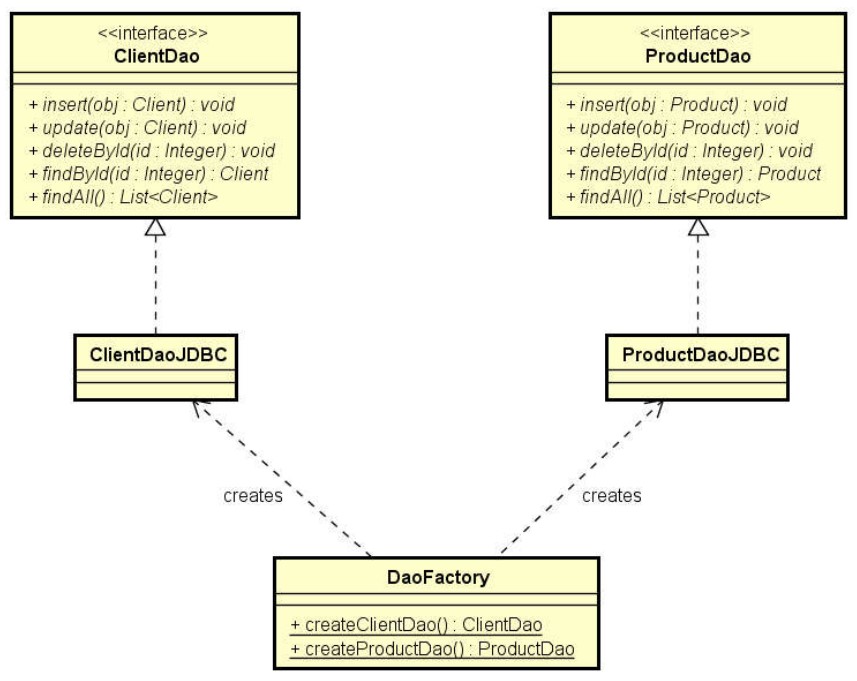 <<interface>>
ClientDao
+ insert(obj : Client) : void
+ update(obj : Client) : void
+ deleteById(id : Integer) : void
+ findById(id : Integer) : Client
+ findAll() : List<Client>
<<interface>>
ProductDao
+ insert(obj : Product) : void
+ update(obj : Product) : void
+ deleteById(id : Integer) : void
+ findById(id : Integer) : Product
+ findAll() : List<Product>
ClientDaoJDBC
ProductDaoJDBC
creates
creates
DaoFactory
+ createClientDao() : ClientDao
+ createProductDao() : ProductDao